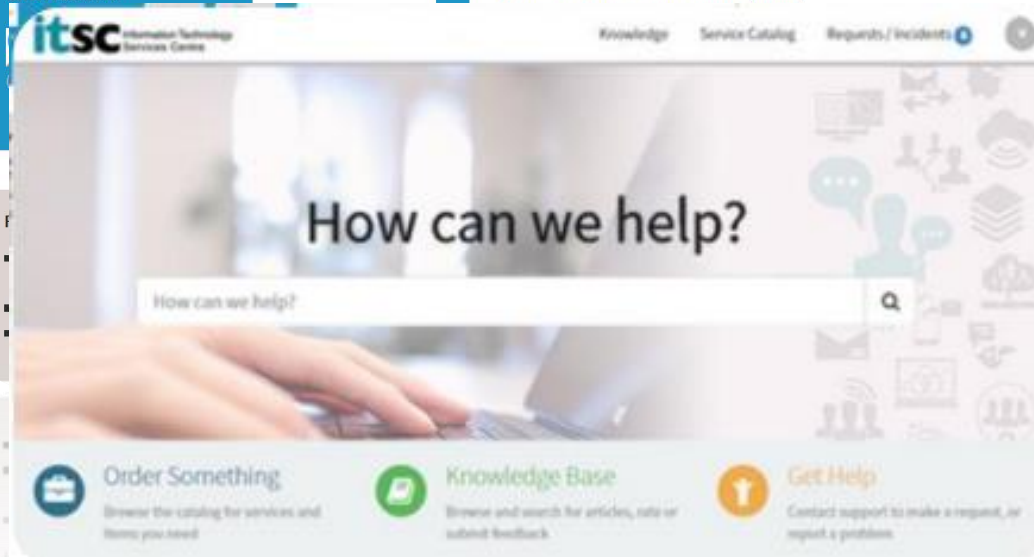 itsc Information Technology
Services Centre
Knowledge Service Catalog Requests / Incidents
How can we help?
How can we help?
Order Something
Browse the catalog for services and
items you need
Knowledge Base
Browse and search for articles, rate or
submit feedback
Get Help
Contact support to make a request, or
report a problem